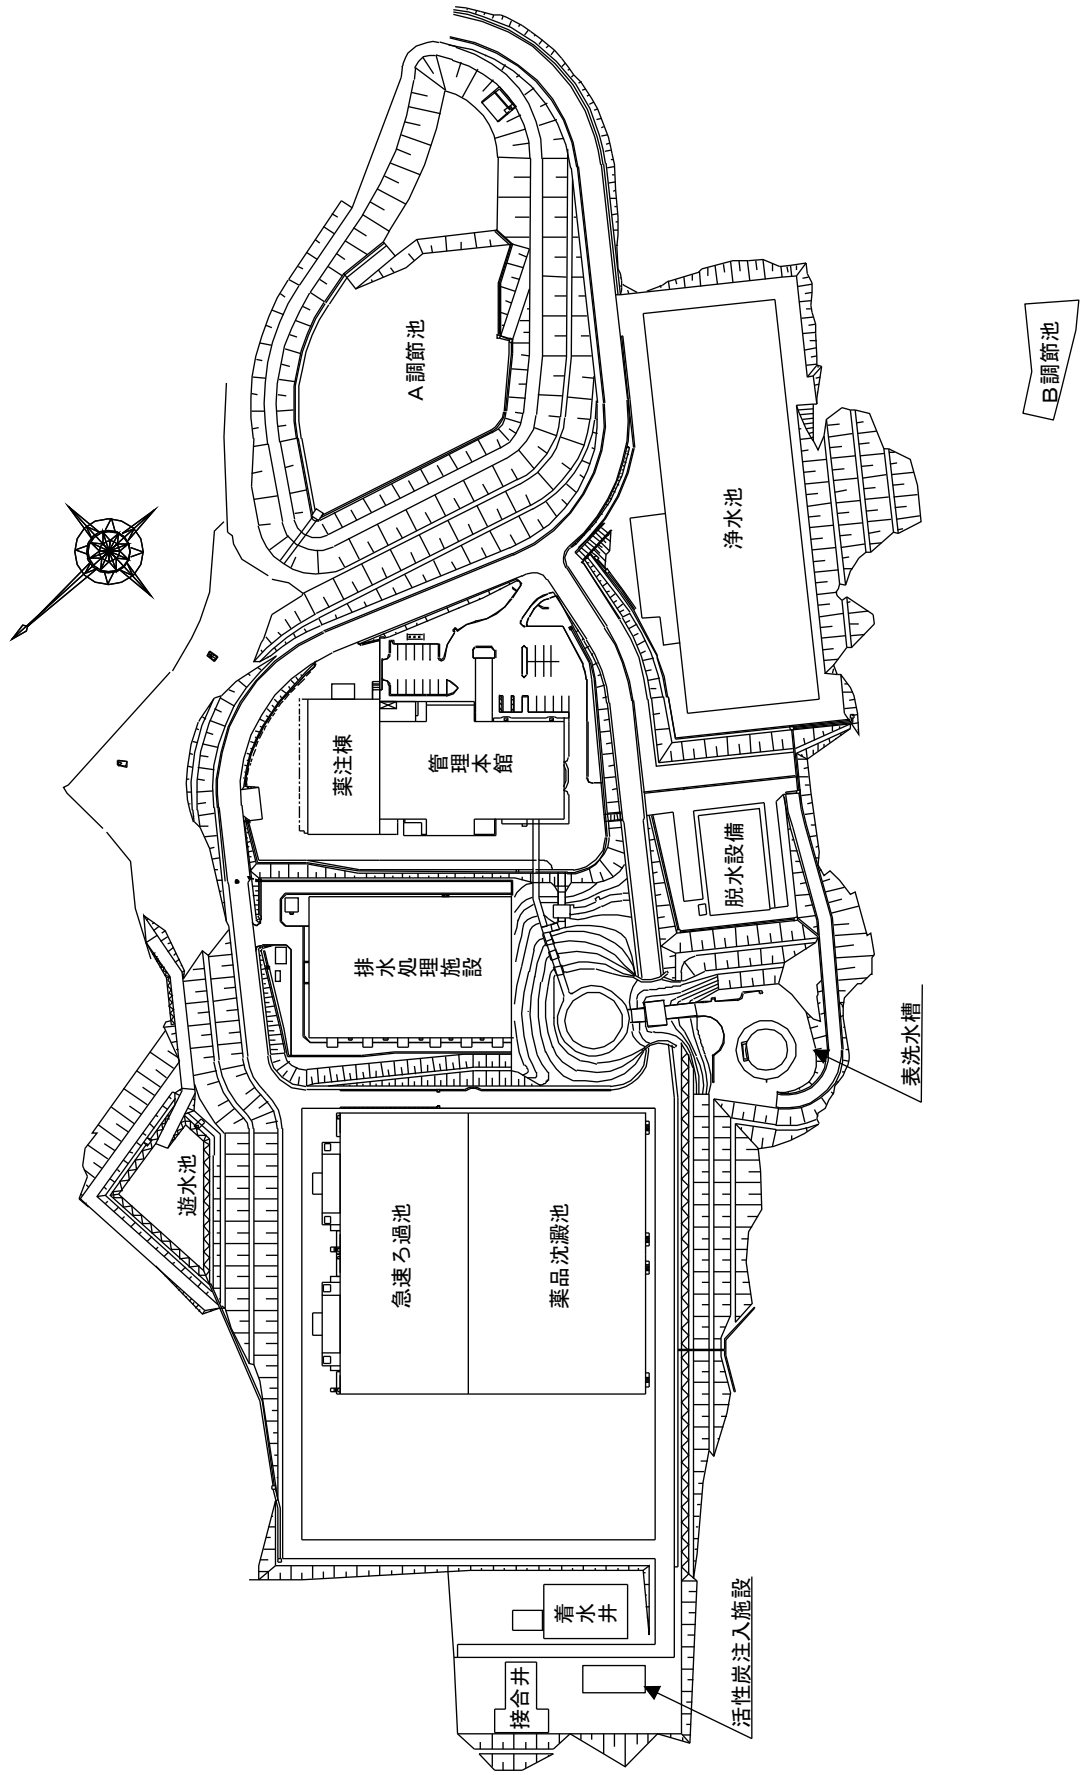 A調節池
B調節池
浄水池
薬注棟
管理本館
脱水設備
排水処理施設
表洗水槽
遊水池
急速ろ過池
薬品沈澱池
着水井
接合井
活性炭注入施設